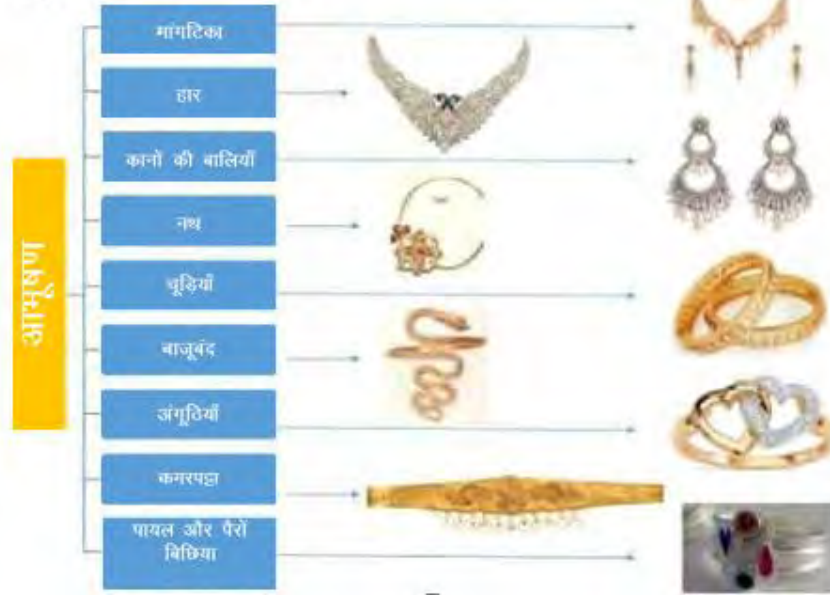 आभूषण
मांगटिका
हार
कानों की बालियाँ
नथ
चूड़ियाँ
बाजूबंद
अंगूठियाँ
कमरपट्टा
पायल और पैरों
बिछिया